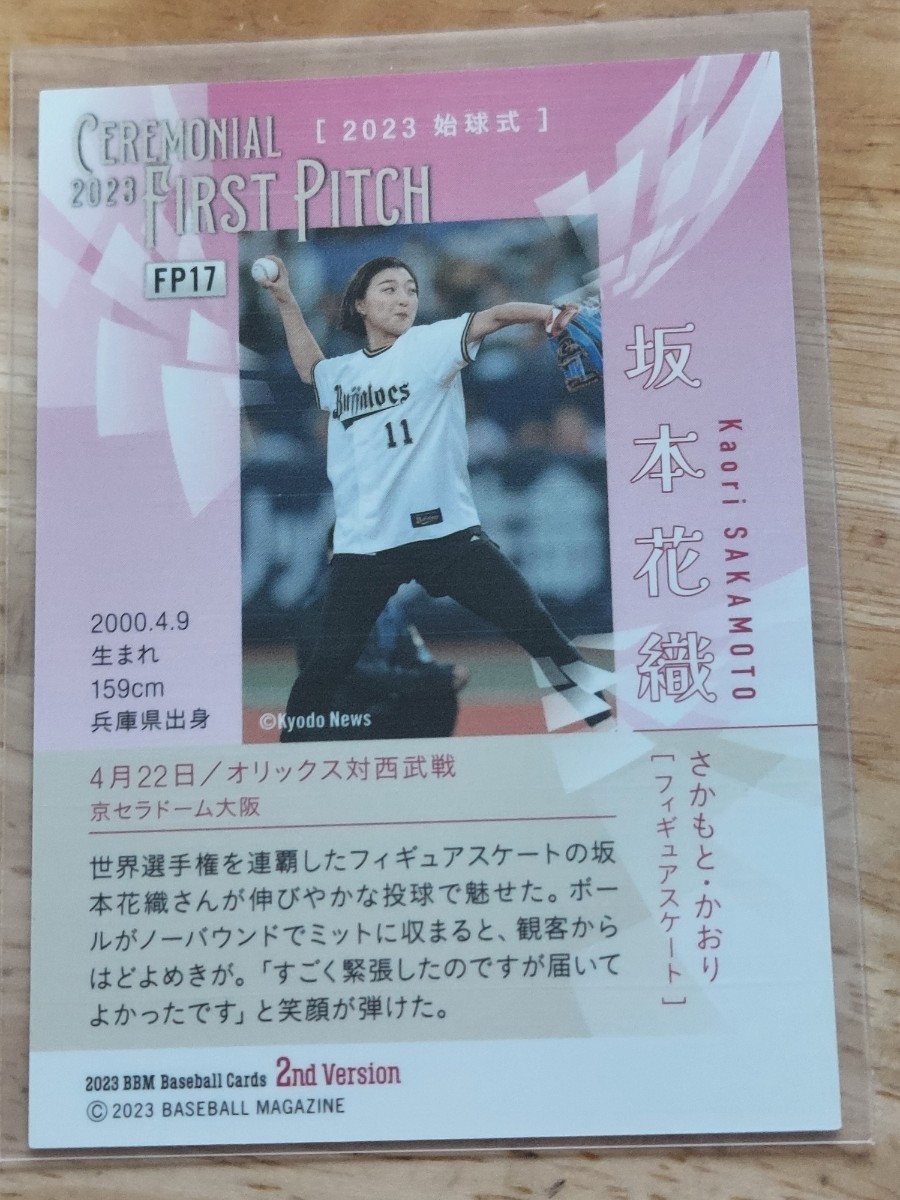 CEREMONIAL
2023 FIRST PITCH
[ 2023 始球式 ]
FP17
Buffaloes
11
坂本花織
Kaori SAKAMOTO
2000.4.9
生まれ
159cm
兵庫県出身
©Kyodo News
さかもと・かおり
[フィギュアスケート]
4月22日/オリックス対西武戦
京セラドーム大阪
世界選手権を連覇したフィギュアスケートの坂
本花織さんが伸びやかな投球で魅せた。ボー
ルがノーバウンドでミットに収まると、観客から
はどよめきが。「すごく緊張したのですが届いて
よかったです」と笑顔が弾けた。
2023 BBM Baseball Cards 2nd Version
© 2023 BASEBALL MAGAZINE